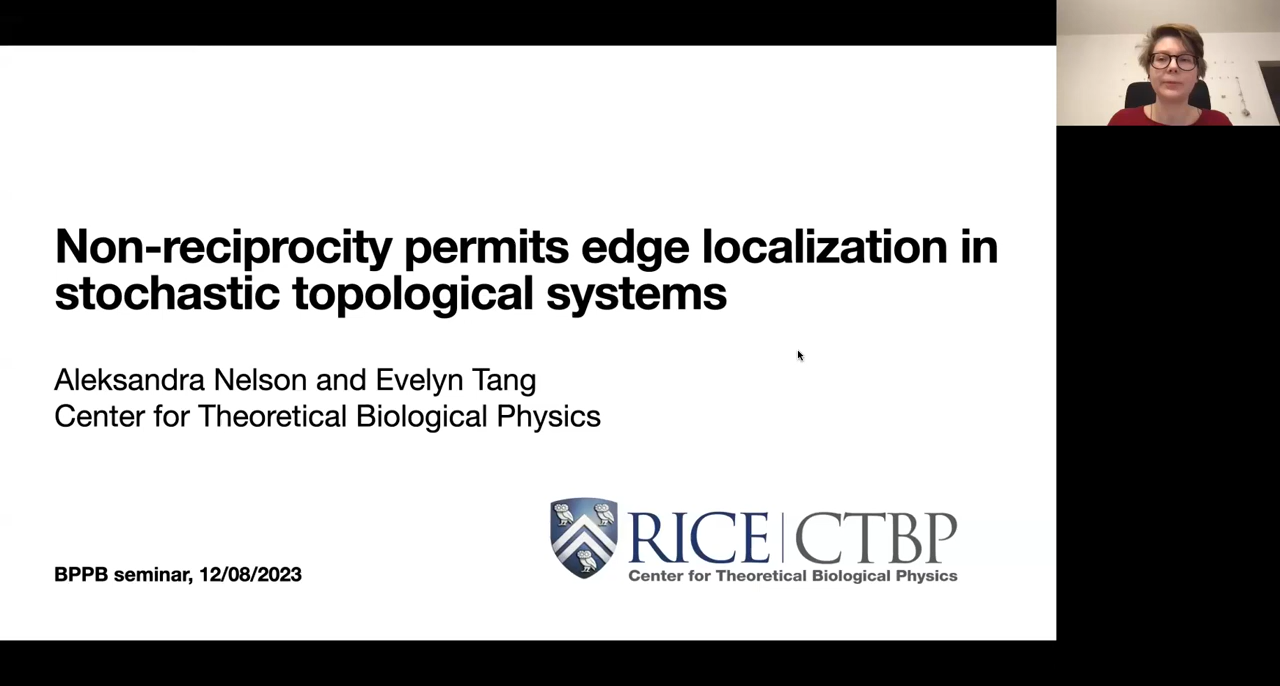 Non-reciprocity permits edge localization in
stochastic topological systems
Aleksandra Nelson and Evelyn Tang
Center for Theoretical Biological Physics
RICE | CTBP
Center for Theoretical Biological Physics
BPPB seminar, 12/08/2023